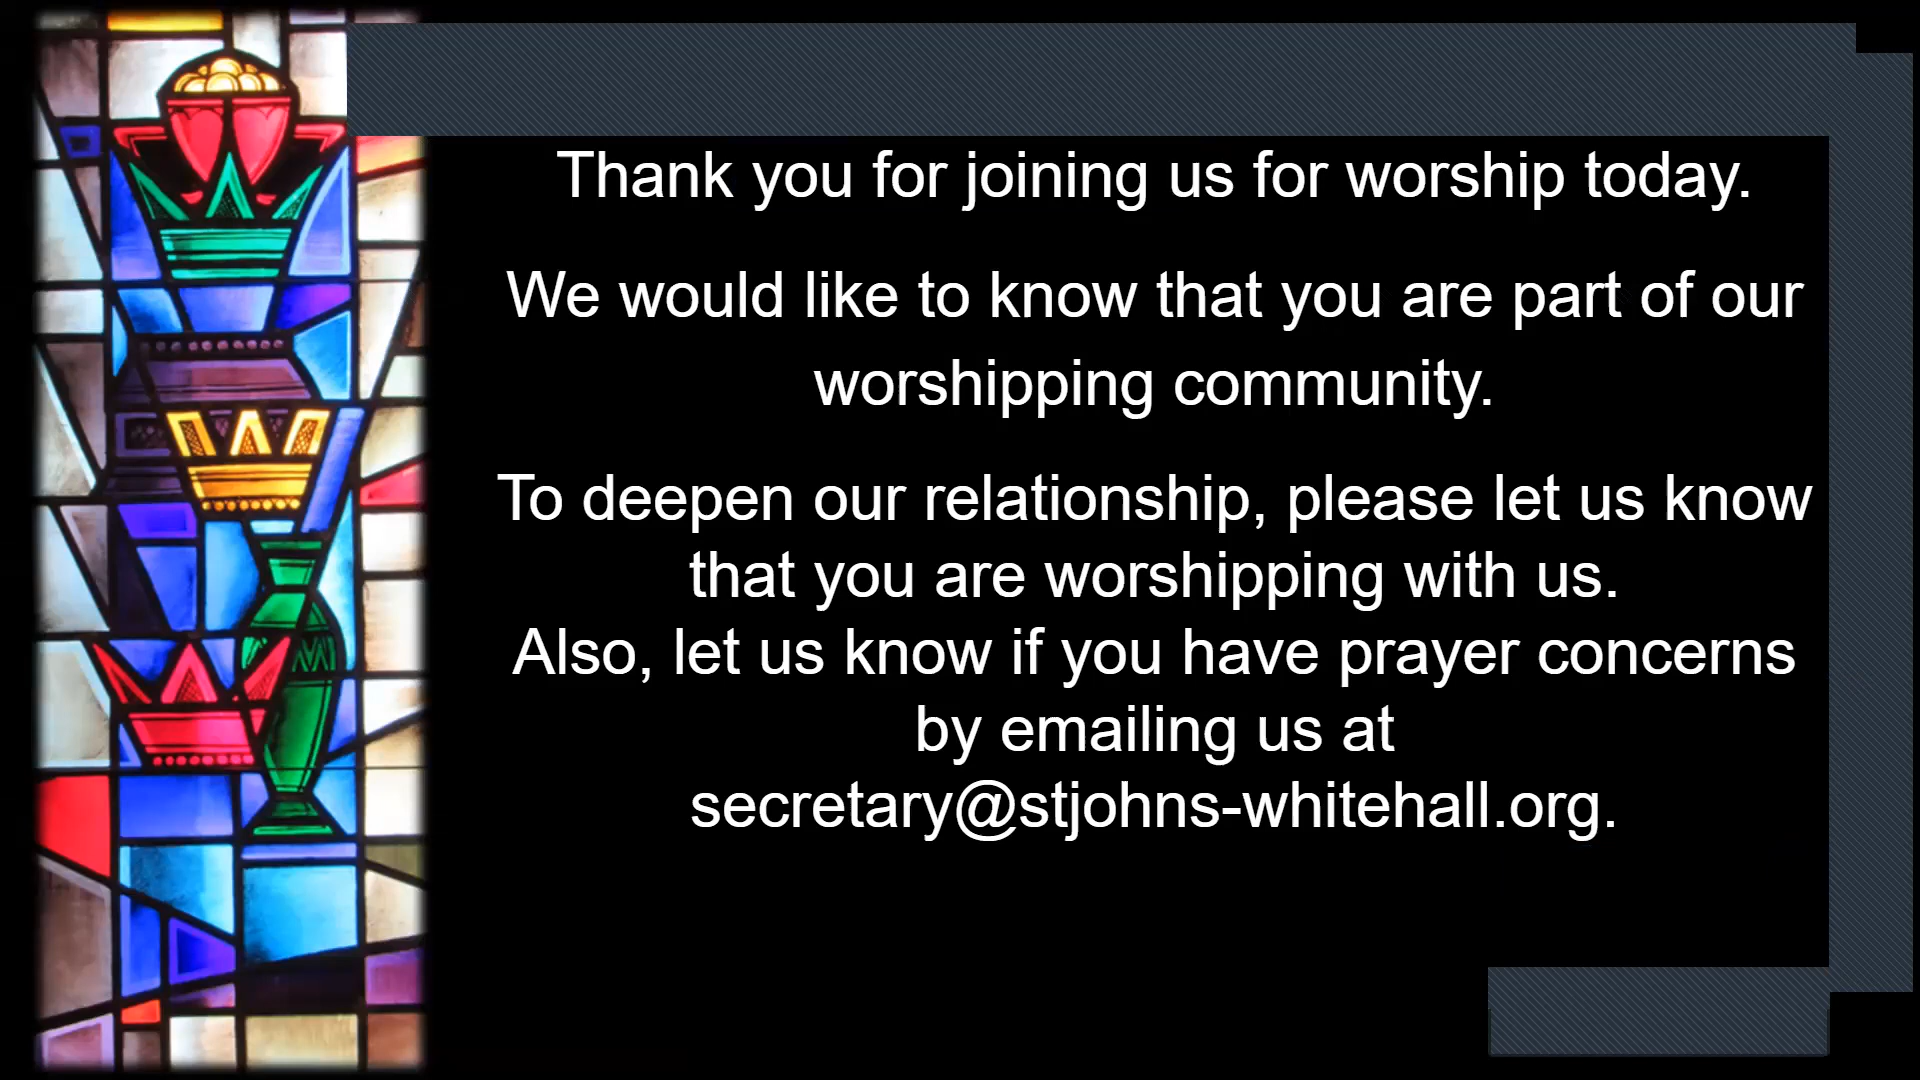 Thank you for joining us for worship today.
We would like to know that you are part of our
worshipping community.
To deepen our relationship, please let us know
that you are worshipping with us.
Also, let us know if you have prayer concerns
by emailing us at
secretary@stjohns-whitehall.org.